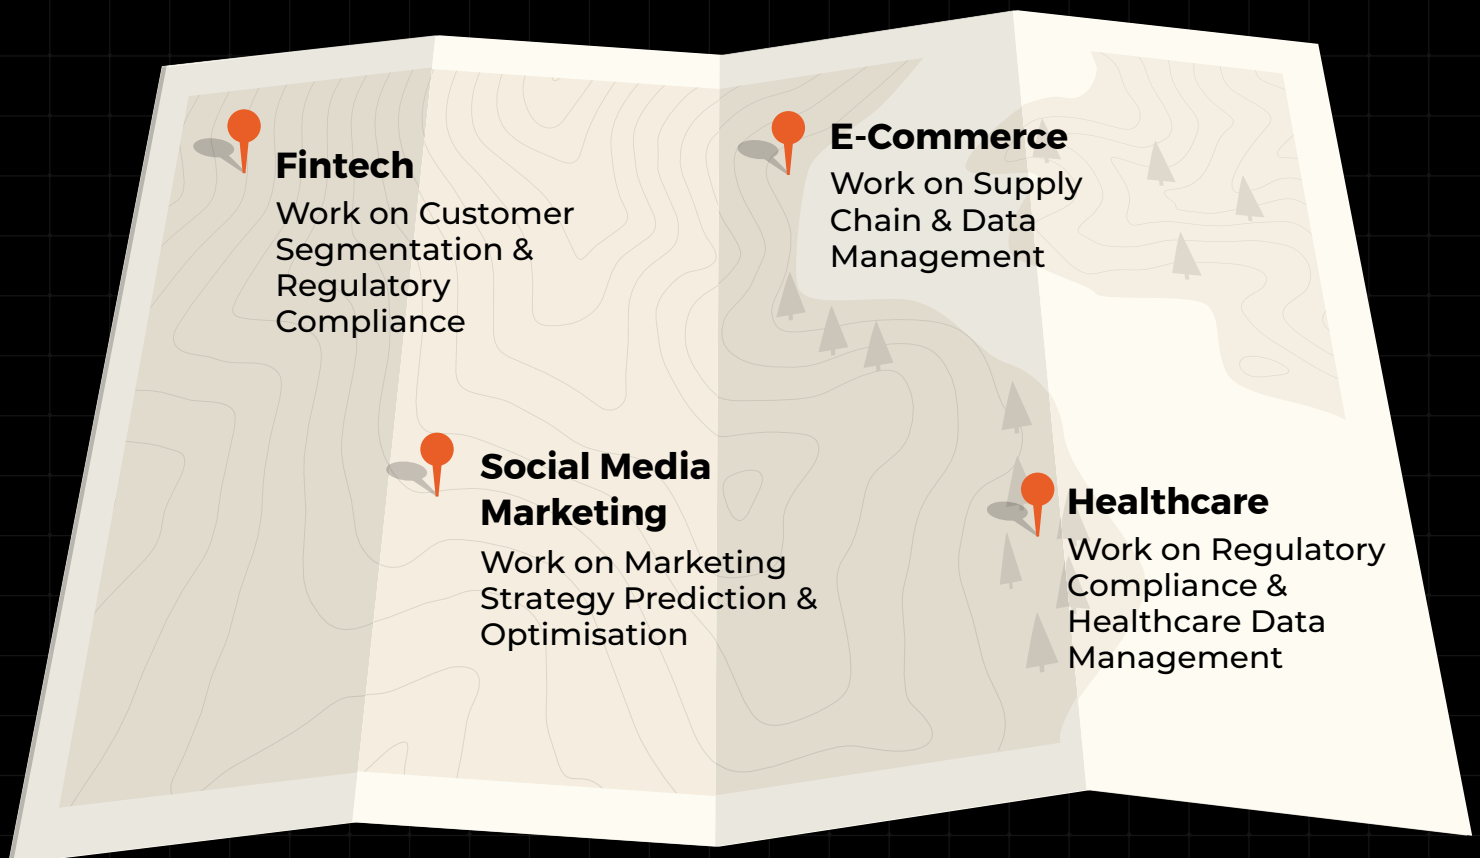 Fintech
Work on Customer
Segmentation &
Regulatory
Compliance
E-Commerce
Work on Supply
Chain & Data
Management
Social Media
Marketing
Work on Marketing
Strategy Prediction &
Optimisation
Healthcare
Work on Regulatory
Compliance &
Healthcare Data
Management